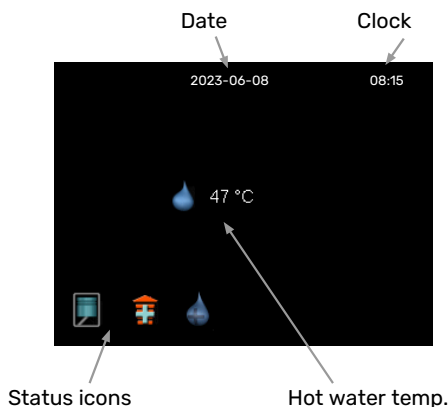 Date
Clock
2023-06-08
08:15
47 °C
Status icons
Hot water temp.